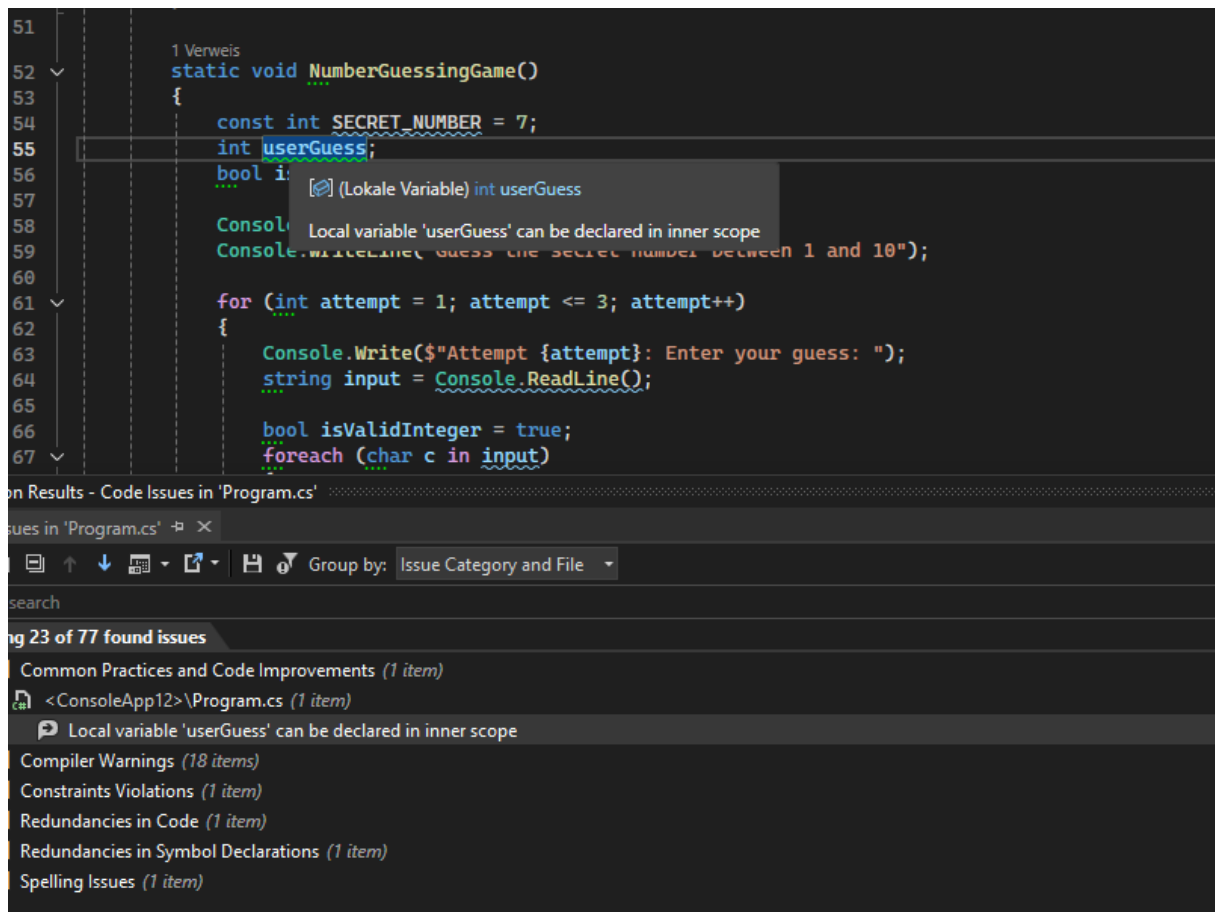 51
1 Verweis
52 static void NumberGuessingGame()
53 {
54 const int SECRET_NUMBER = 7;
55 int userGuess;
56 bool is
[●] (Lokale Variable) int userGuess
57
58 Consol
Local variable 'userGuess' can be declared in inner scope
59 Console.WriteLine("Guess the secret number between 1 and 10");
60
61 for (int attempt = 1; attempt <= 3; attempt++)
62 {
63 Console.Write($"Attempt {attempt}: Enter your guess: ");
64 string input = Console.ReadLine();
65
66 bool isValidInteger = true;
67 foreach (char c in input)
on Results - Code Issues in 'Program.cs'
sues in 'Program.cs'
Group by: Issue Category and File
search
ng 23 of 77 found issues
Common Practices and Code Improvements (1 item)
<ConsoleApp12>\Program.cs (1 item)
Local variable 'userGuess' can be declared in inner scope
Compiler Warnings (18 items)
Constraints Violations (1 item)
Redundancies in Code (1 item)
Redundancies in Symbol Declarations (1 item)
Spelling Issues (1 item)